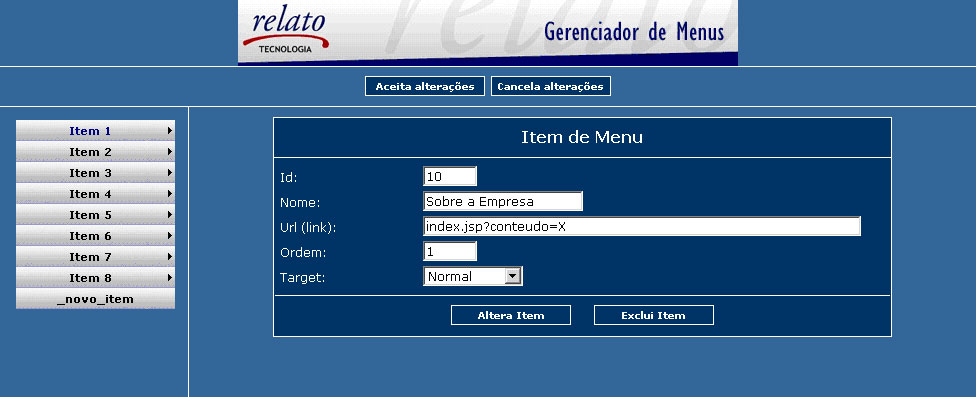 relato
TECNOLOGIA
relato
Gerenciador de Menus
Aceita alterações
Cancela alterações
Item 1
Item 2
Item 3
Item 4
Item 5
Item 6
Item 7
Item 8
_novo_item
Item de Menu
Id: 10
Nome: Sobre a Empresa
Url (link): index.jsp?conteudo=X
Ordem: 1
Target: Normal
Altera Item
Exclui Item